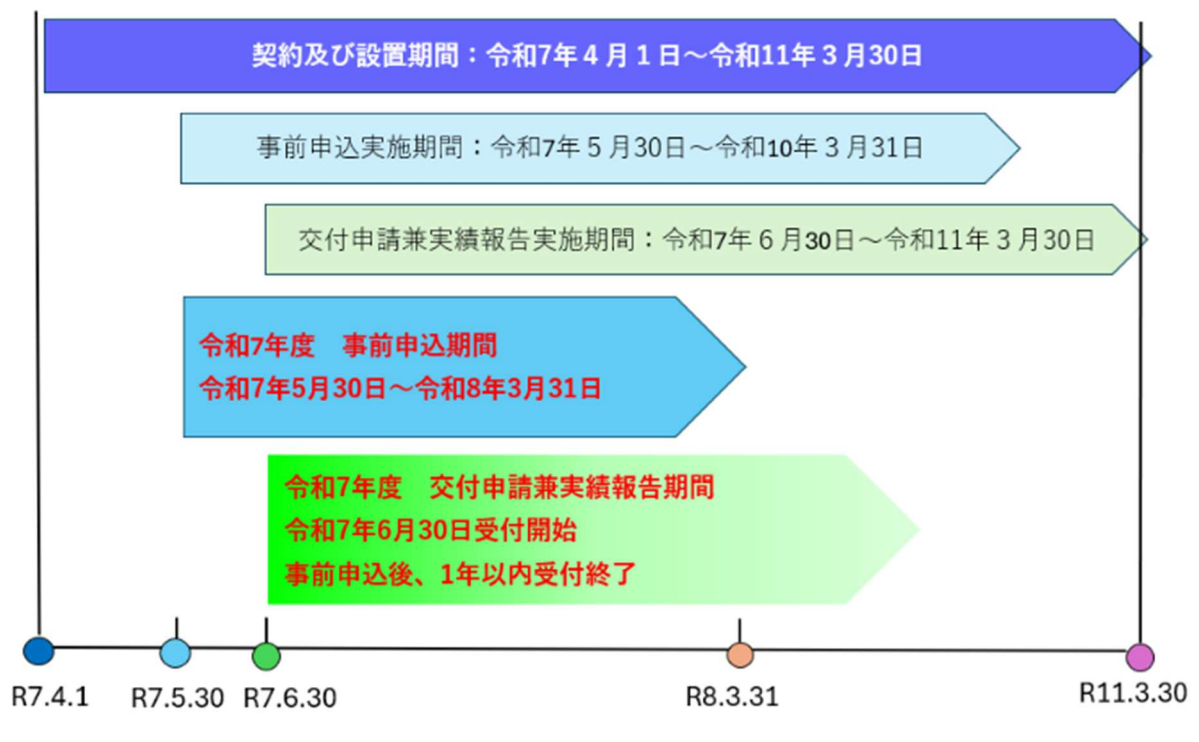 契約及び設置期間：令和7年４月１日～令和11年３月30日
事前申込実施期間：令和7年５月30日～令和10年３月31日
交付申請兼実績報告実施期間：令和7年６月30日～令和11年３月30日
令和7年度　事前申込期間
令和7年5月30日～令和8年3月31日
令和7年度　交付申請兼実績報告期間
令和7年6月30日受付開始
事前申込後、1年以内受付終了
R7.4.1
R7.5.30
R7.6.30
R8.3.31
R11.3.30